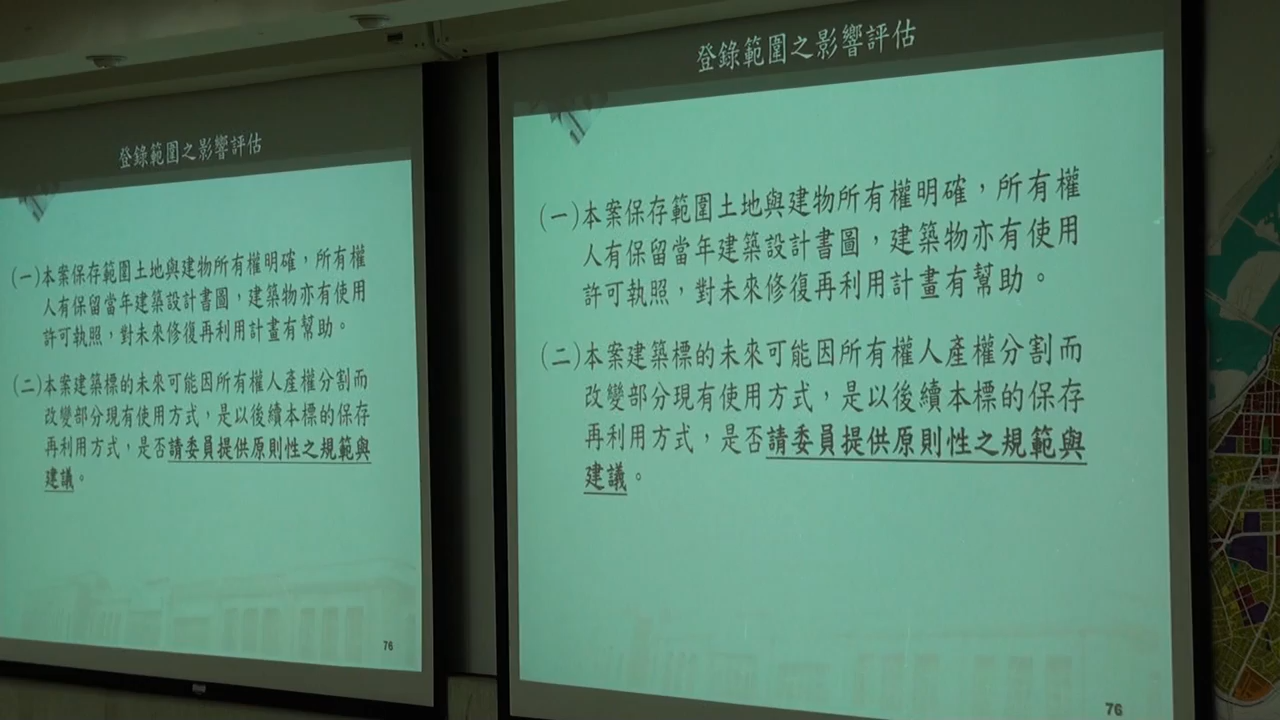 登錄範圍之影響評估
(一)本案保存範圍土地與建物所有權明確，所有權
人有保留當年建築設計書圖，建築物亦有使用
許可執照，對未來修復再利用計畫有幫助。
(二)本案建築標的未來可能因所有權人產權分割而
改變部分現有使用方式，是以後續本標的保存
再利用方式，是否請委員提供原則性之規範與
建議。
76
登錄範圍之影響評估
(一)本案保存範圍土地與建物所有權明確，所有權
人有保留當年建築設計書圖，建築物亦有使用
許可執照，對未來修復再利用計畫有幫助。
(二)本案建築標的未來可能因所有權人產權分割而
改變部分現有使用方式，是以後續本標的保存
再利用方式，是否請委員提供原則性之規範與
建議。
76